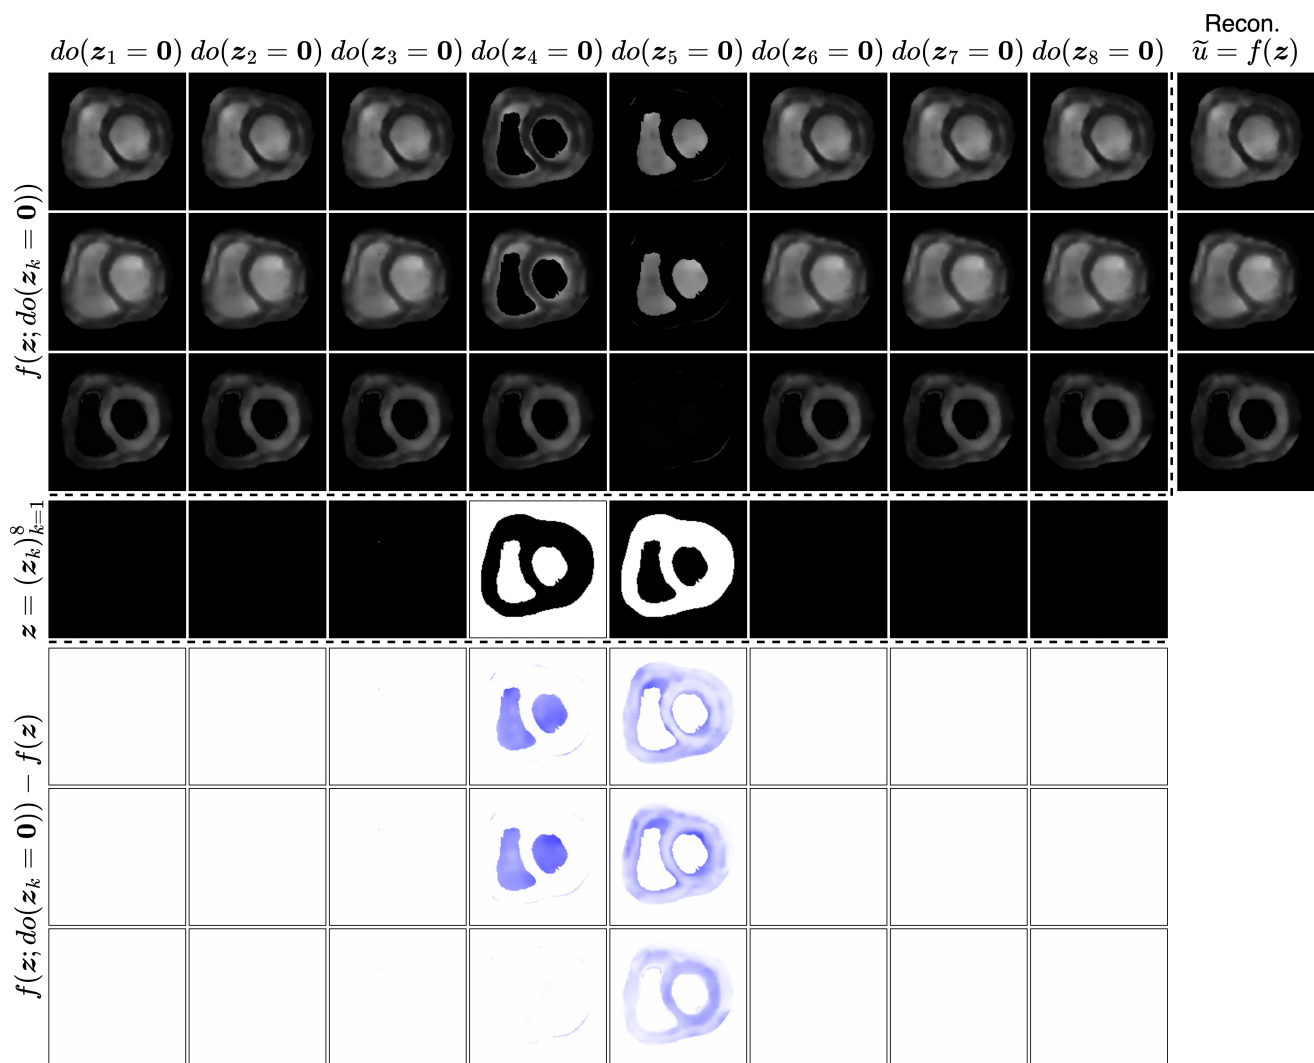 Recon.
do(z₁ = 0) do(z₂ = 0) do(z₃ = 0) do(z₄ = 0) do(z₅ = 0) do(z₆ = 0) do(z₇ = 0) do(z₈ = 0) ũ = f(z)
f(z; do(zₖ = 0))
z = (zₖ)⁸ₖ₌₁
f(z; do(zₖ = 0)) − f(z)